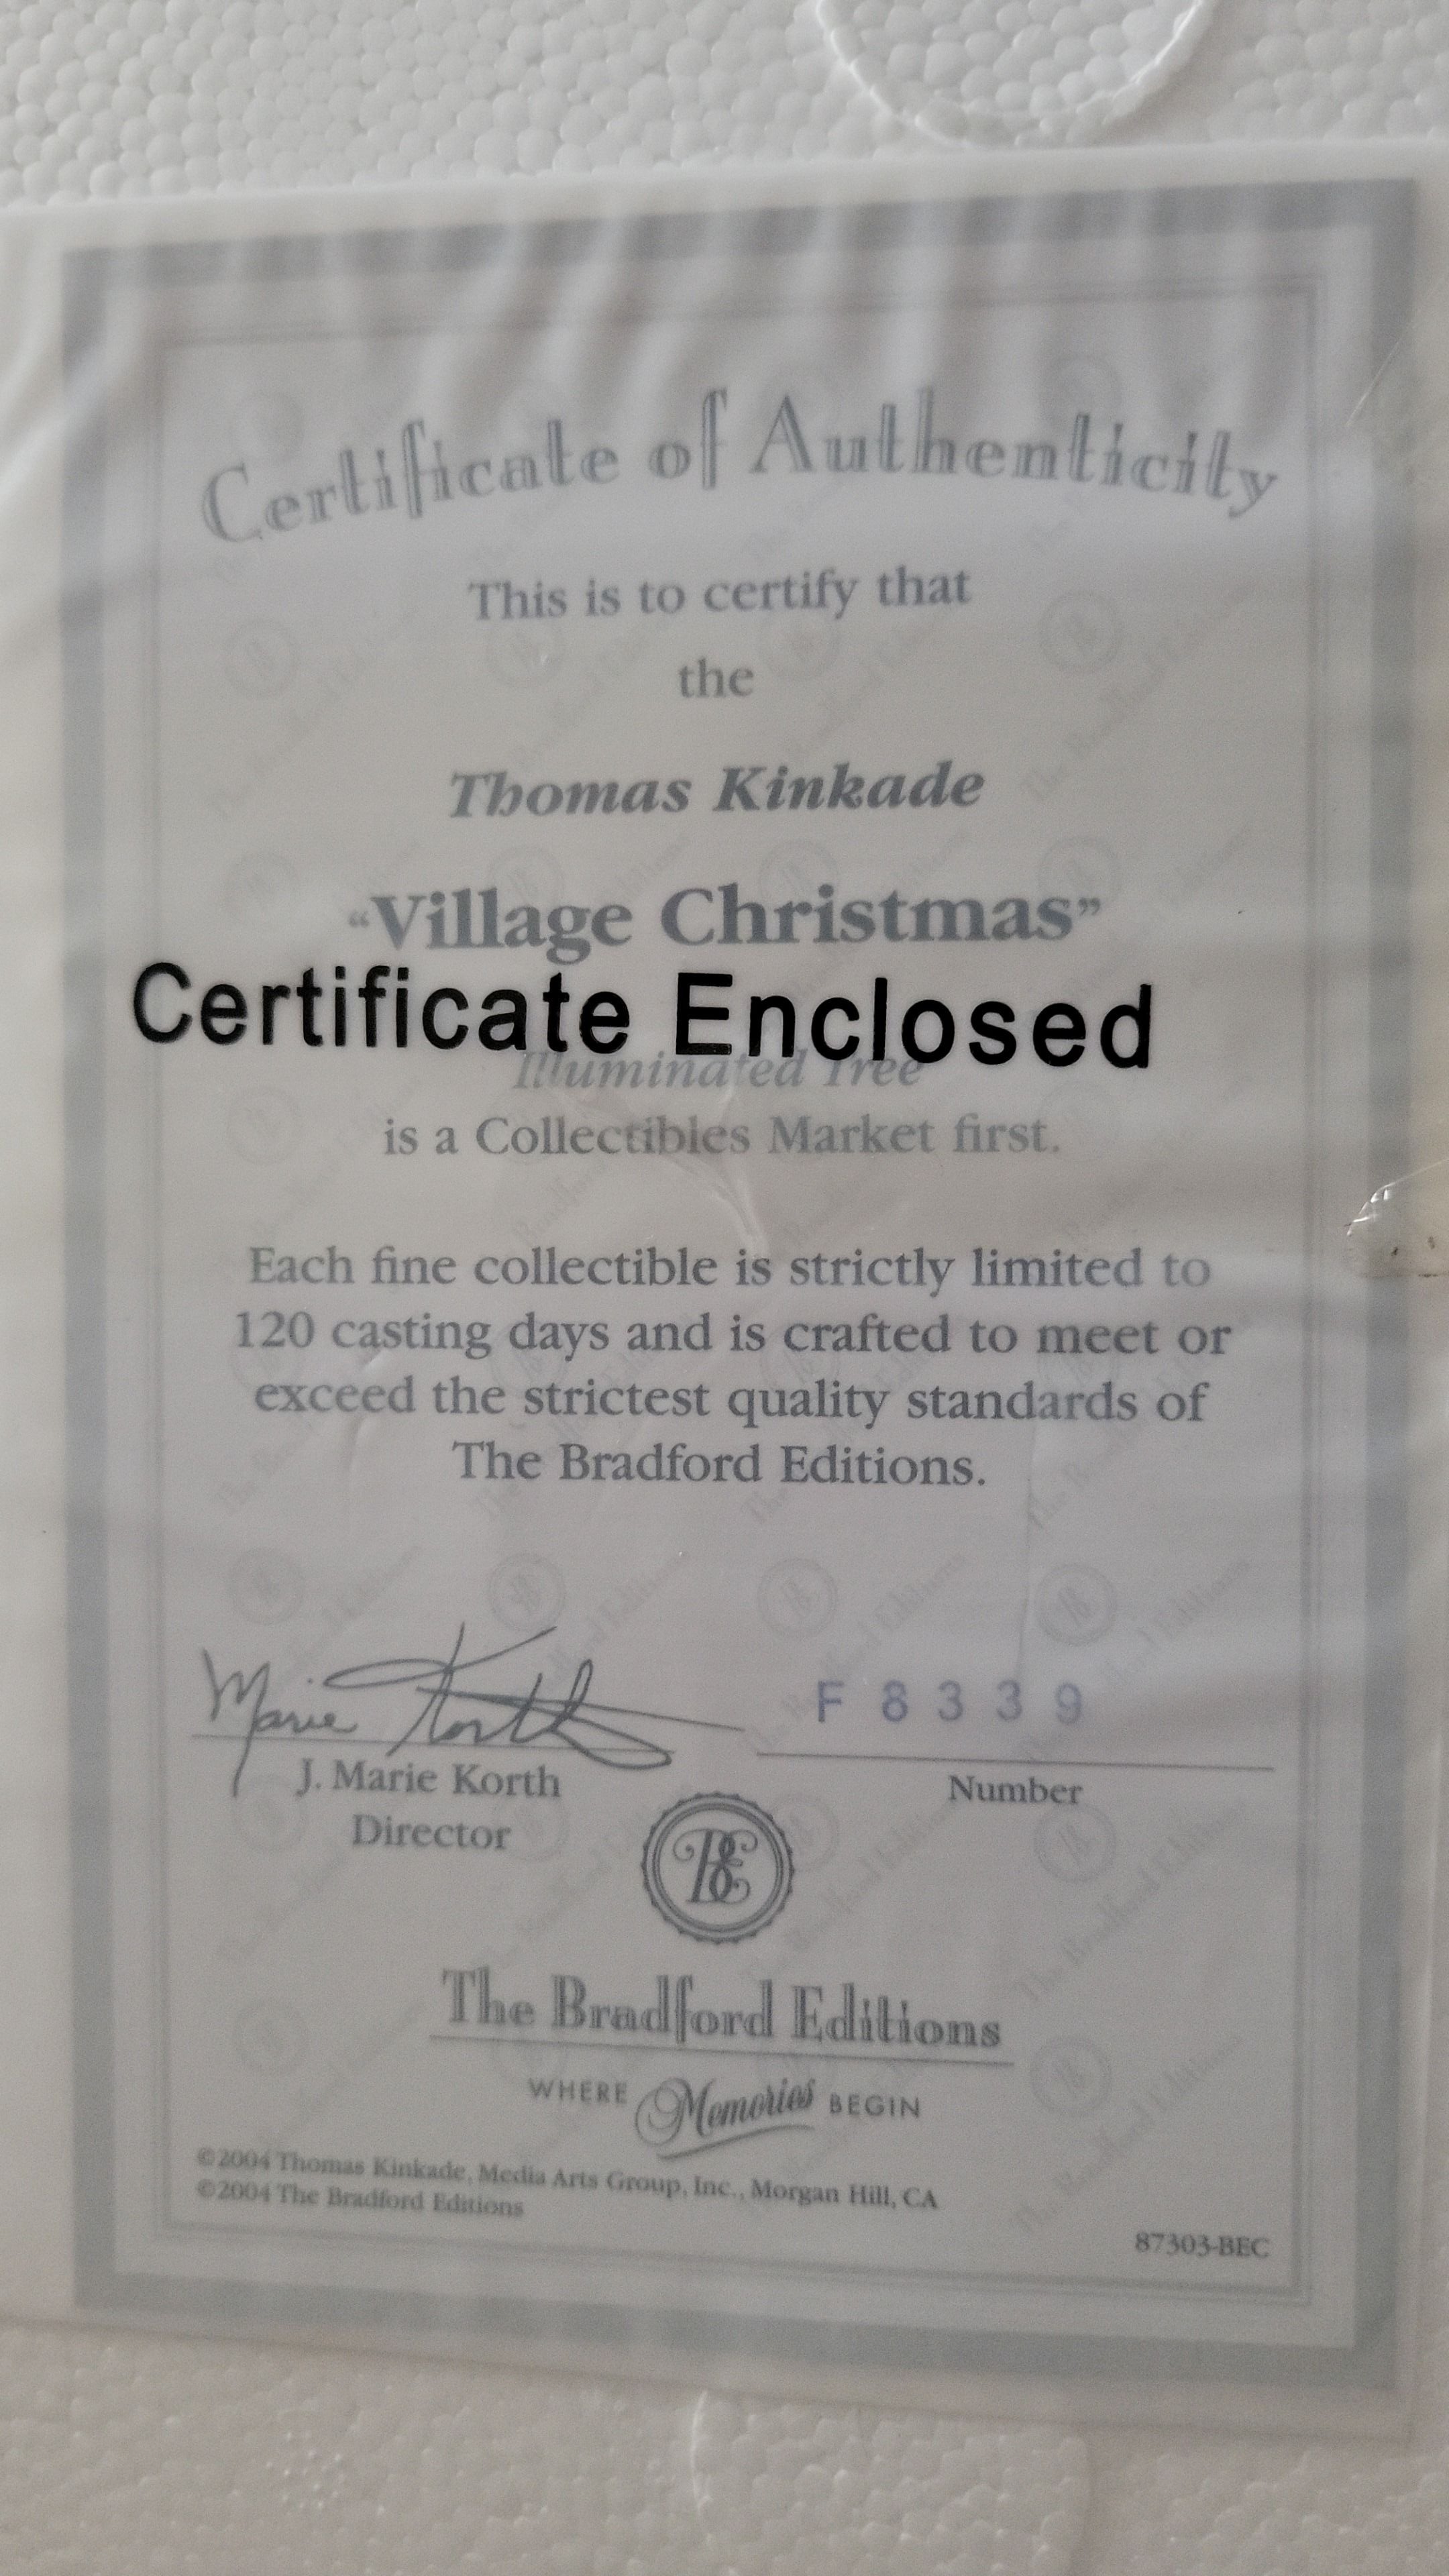 Certificate of Authenticity
This is to certify that
the
Thomas Kinkade
“Village Christmas”
Certificate Enclosed
Illuminated Tree
is a Collectibles Market first.
Each fine collectible is strictly limited to
120 casting days and is crafted to meet or
exceed the strictest quality standards of
The Bradford Editions.
Marie Korth
F 8339
J. Marie Korth
Number
Director
BE
The Bradford Editions
WHERE Memories BEGIN
©2004 Thomas Kinkade, Media Arts Group, Inc., Morgan Hill, CA
©2004 The Bradford Editions
87303-BEC